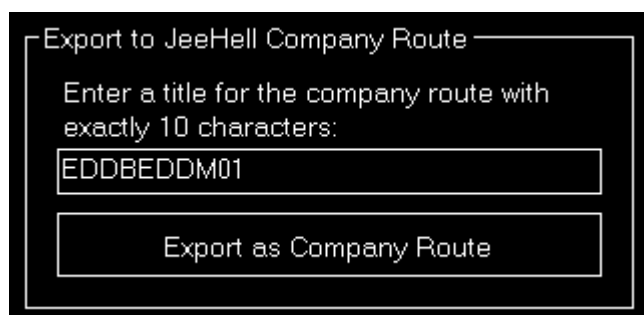 Export to JeeHell Company Route
Enter a title for the company route with
exactly 10 characters:
EDDBEDDM01
Export as Company Route